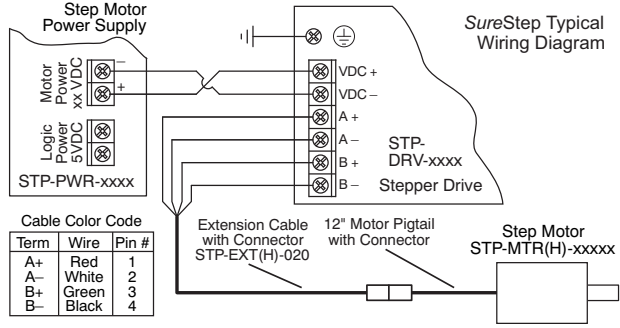 Step Motor
Power Supply
SureStep Typical
Wiring Diagram
Motor
Power
xx VDC
–
+
Logic
Power
5VDC
STP-PWR-xxxx
VDC +
VDC –
A +
A –
B +
B –
STP-
DRV-xxxx
Stepper Drive
Cable Color Code
Term Wire Pin #
A+ Red 1
A– White 2
B+ Green 3
B– Black 4
Extension Cable
with Connector
STP-EXT(H)-020
12" Motor Pigtail
with Connector
Step Motor
STP-MTR(H)-xxxxx